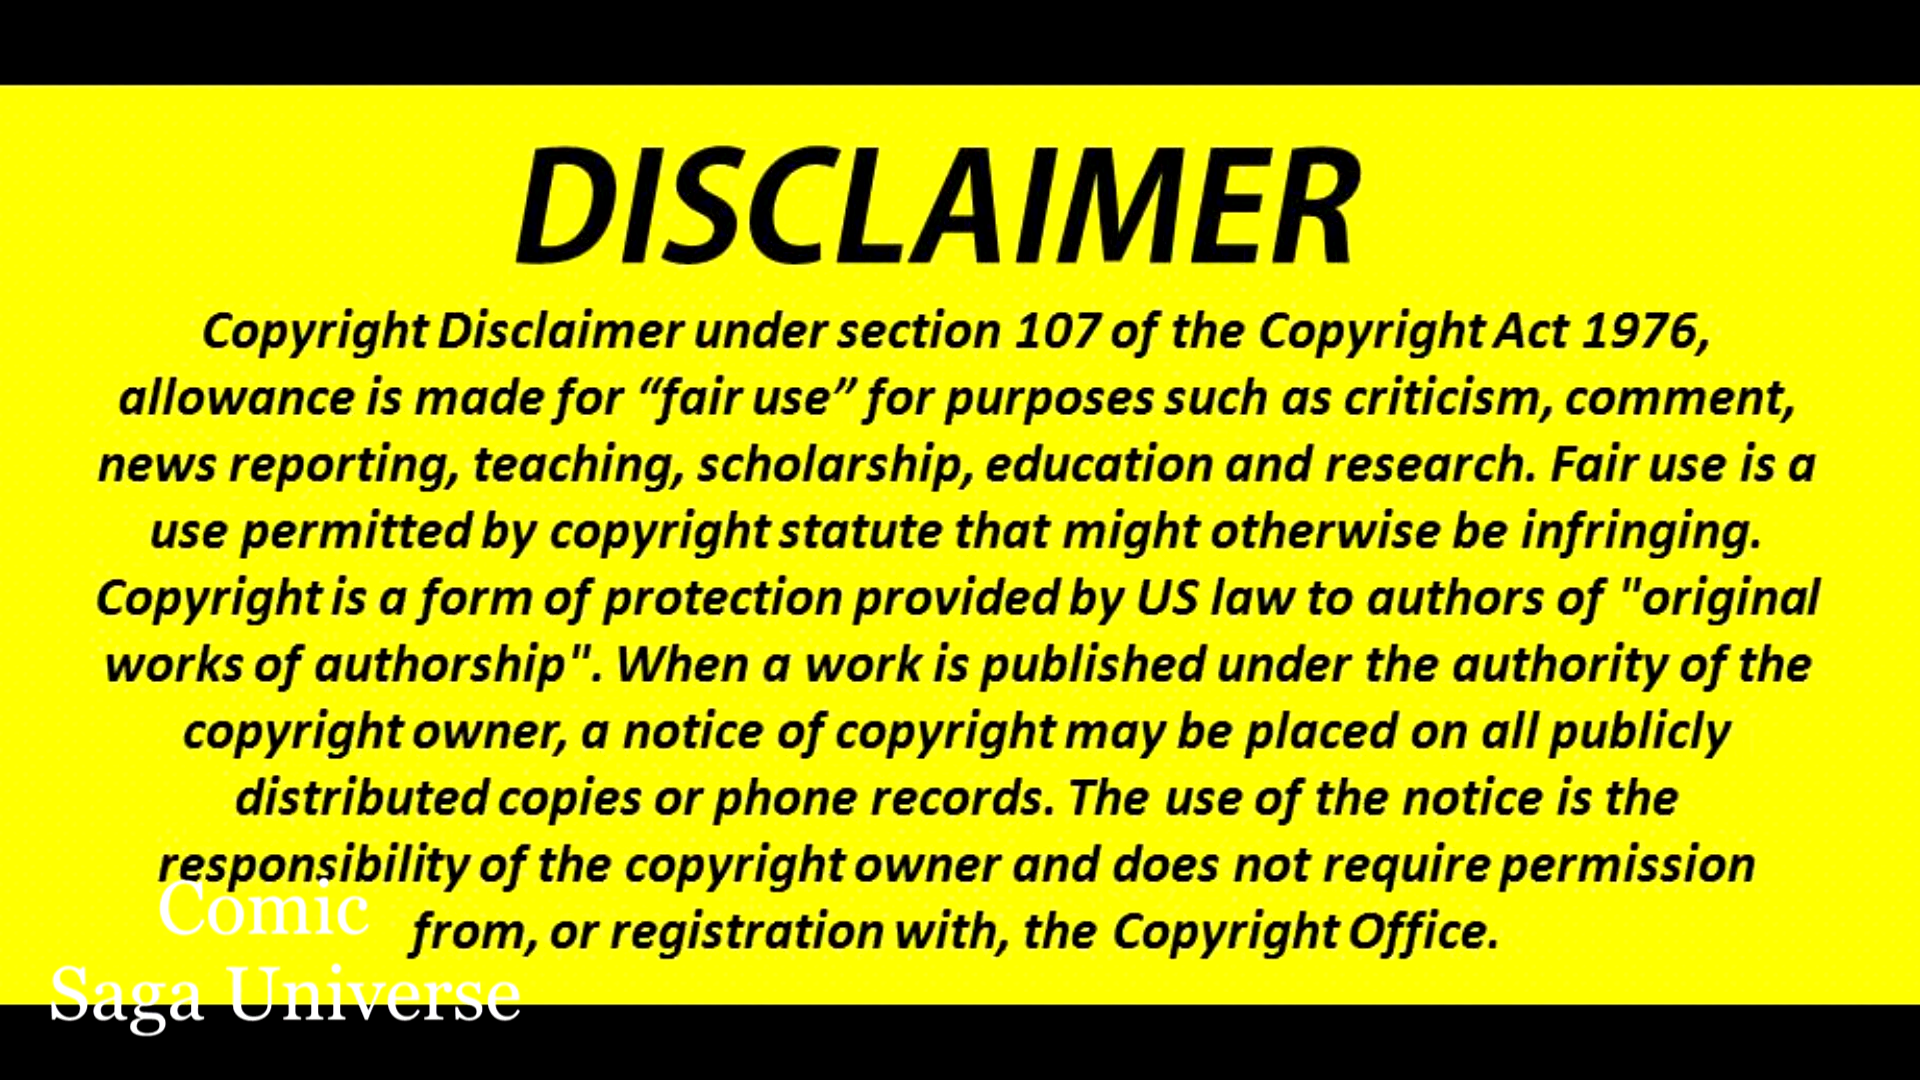 DISCLAIMER
Copyright Disclaimer under section 107 of the Copyright Act 1976,
allowance is made for “fair use” for purposes such as criticism, comment,
news reporting, teaching, scholarship, education and research. Fair use is a
use permitted by copyright statute that might otherwise be infringing.
Copyright is a form of protection provided by US law to authors of "original
works of authorship". When a work is published under the authority of the
copyright owner, a notice of copyright may be placed on all publicly
distributed copies or phone records. The use of the notice is the
responsibility of the copyright owner and does not require permission
from, or registration with, the Copyright Office.
Comic
Saga Universe